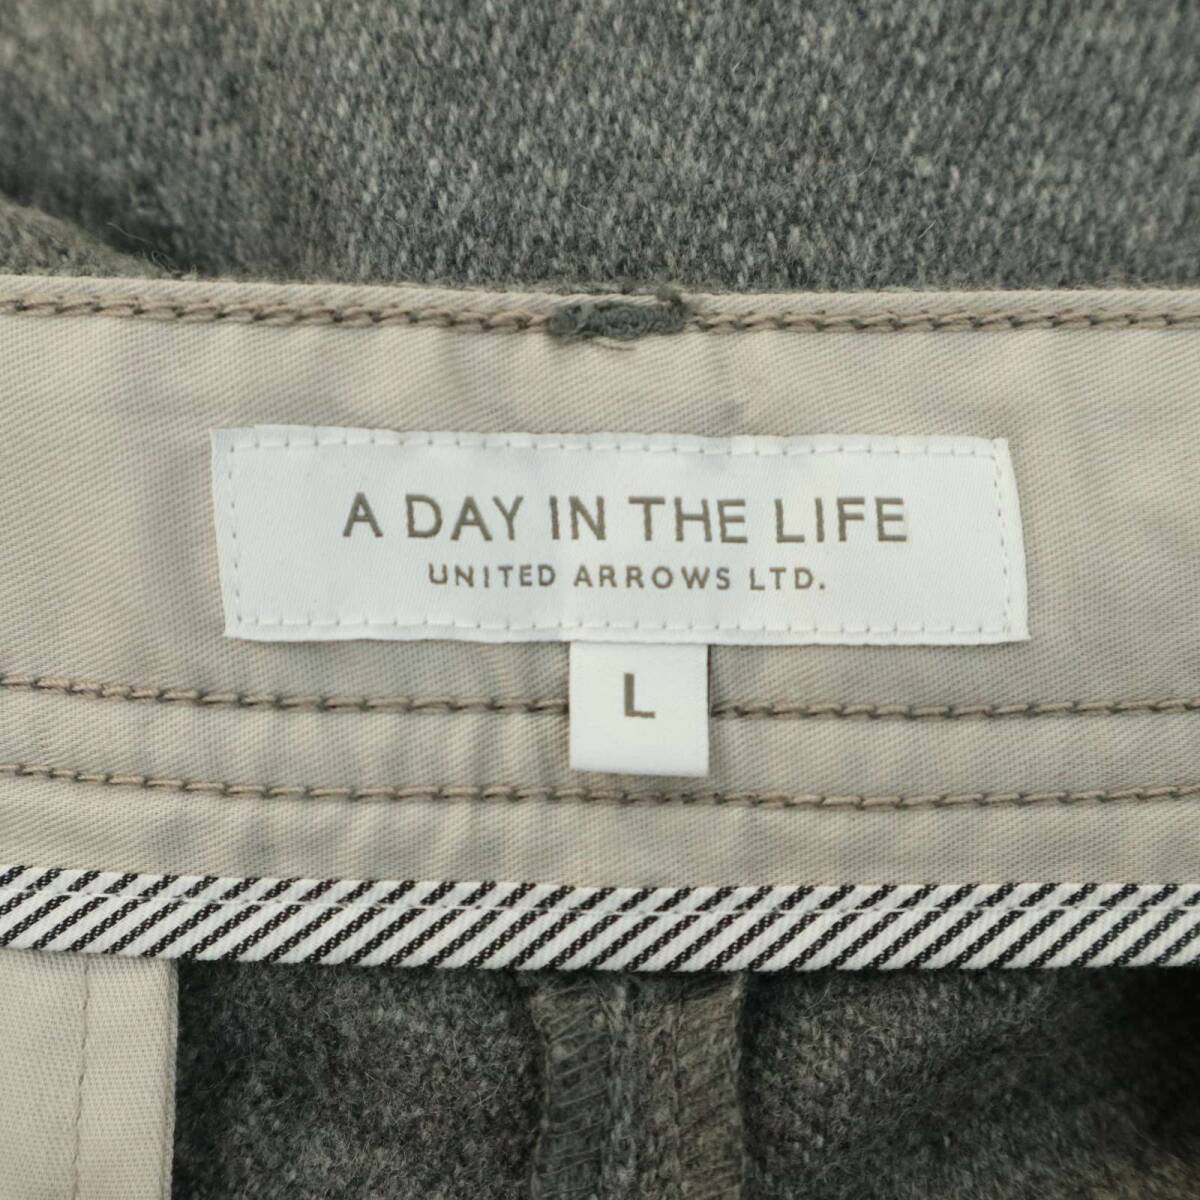 A DAY IN THE LIFE
UNITED ARROWS LTD.
L